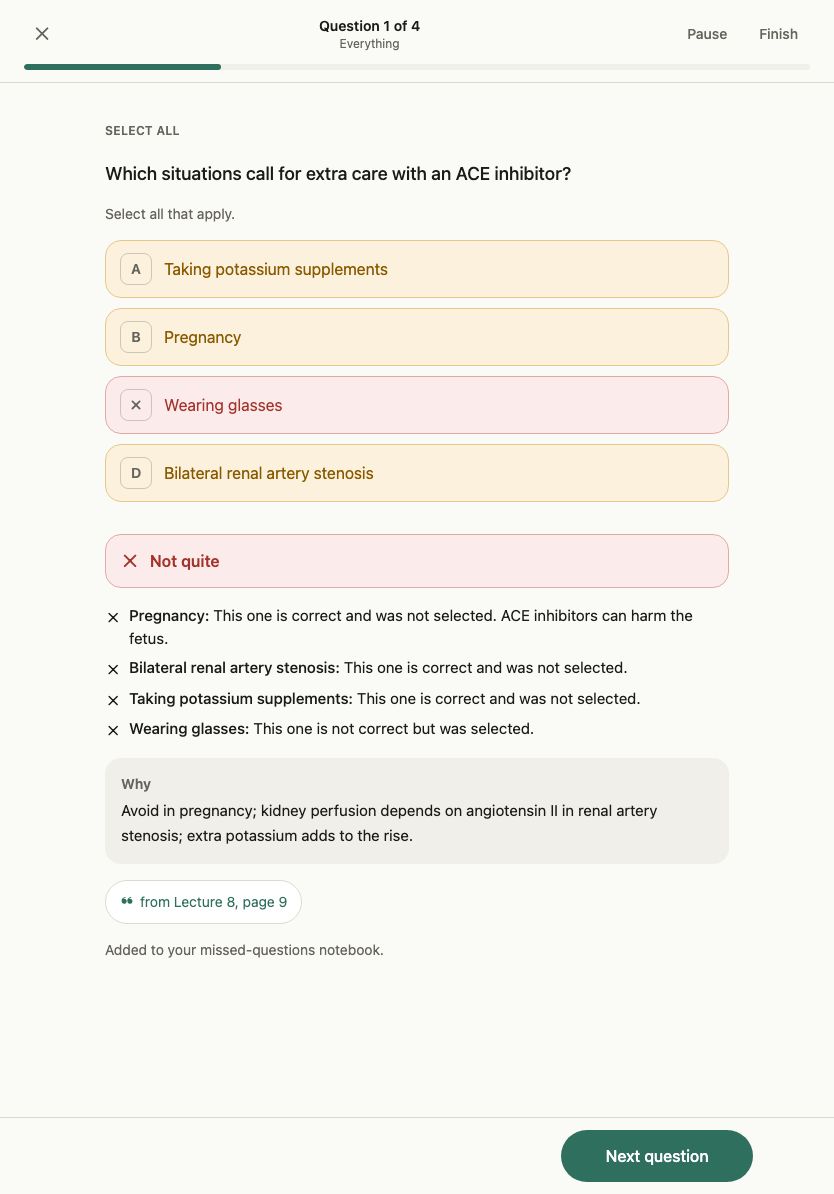 Question 1 of 4
Everything
Pause
Finish
SELECT ALL
Which situations call for extra care with an ACE inhibitor?
Select all that apply.
A Taking potassium supplements
B Pregnancy
Wearing glasses
D Bilateral renal artery stenosis
Not quite
Pregnancy: This one is correct and was not selected. ACE inhibitors can harm the
fetus.
Bilateral renal artery stenosis: This one is correct and was not selected.
Taking potassium supplements: This one is correct and was not selected.
Wearing glasses: This one is not correct but was selected.
Why
Avoid in pregnancy; kidney perfusion depends on angiotensin II in renal artery
stenosis; extra potassium adds to the rise.
from Lecture 8, page 9
Added to your missed-questions notebook.
Next question